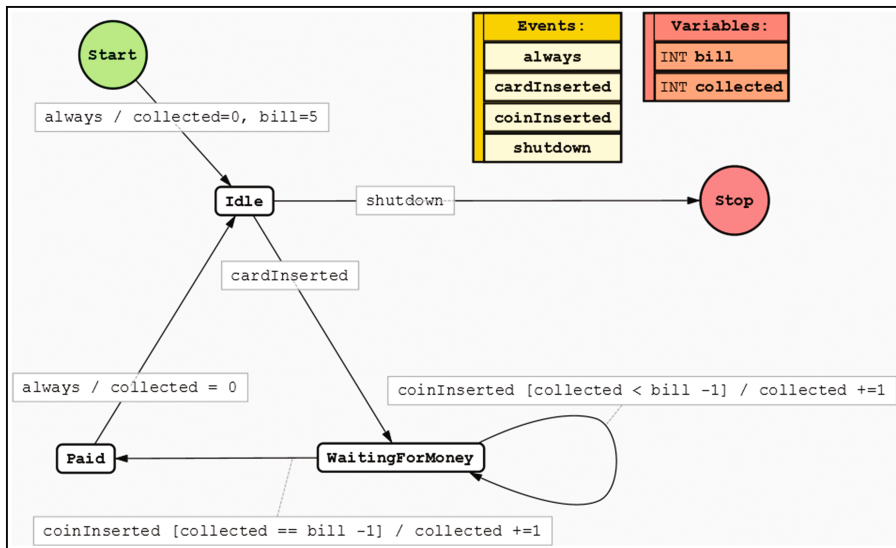 Start
Events:
always
cardInserted
coinInserted
shutdown
Variables:
INT bill
INT collected
always / collected=0, bill=5
Idle
shutdown
Stop
cardInserted
always / collected = 0
coinInserted [collected < bill -1] / collected +=1
Paid
WaitingForMoney
coinInserted [collected == bill -1] / collected +=1